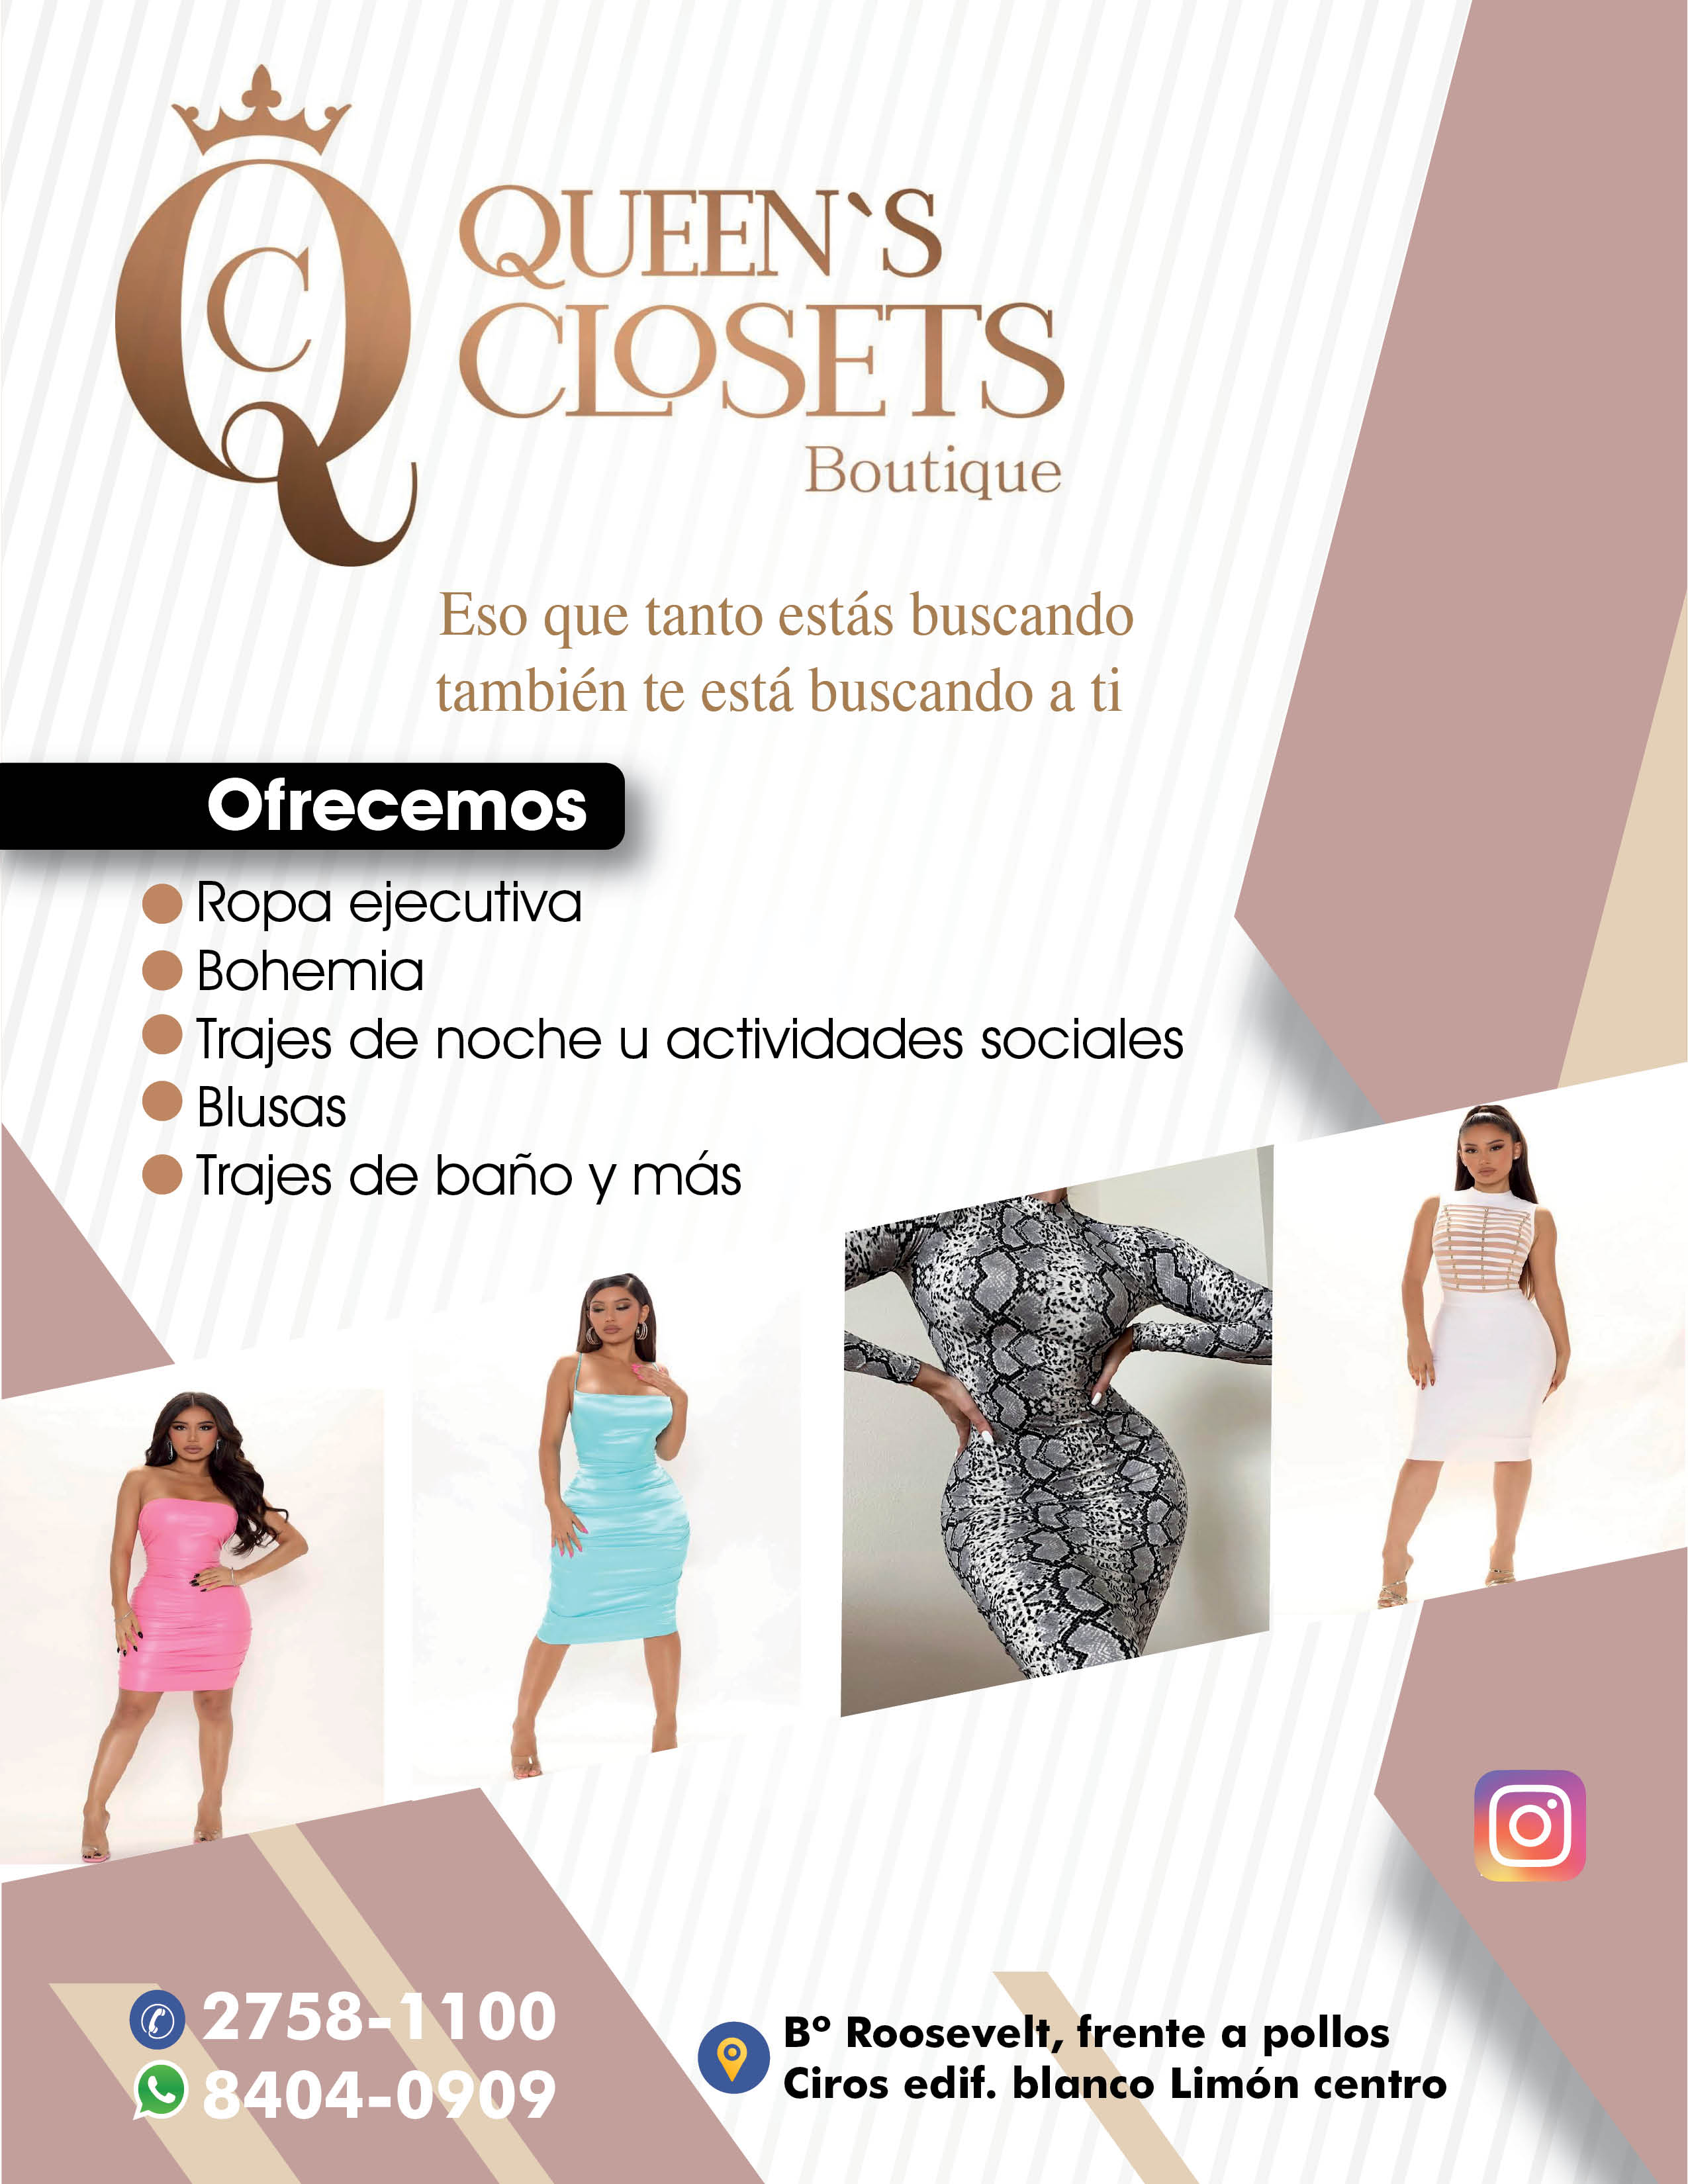 QC
QUEEN`S
CLOSETS
Boutique
Eso que tanto estás buscando
también te está buscando a ti
Ofrecemos
Ropa ejecutiva
Bohemia
Trajes de noche u actividades sociales
Blusas
Trajes de baño y más
2758-1100
8404-0909
Bº Roosevelt, frente a pollos
Ciros edif. blanco Limón centro